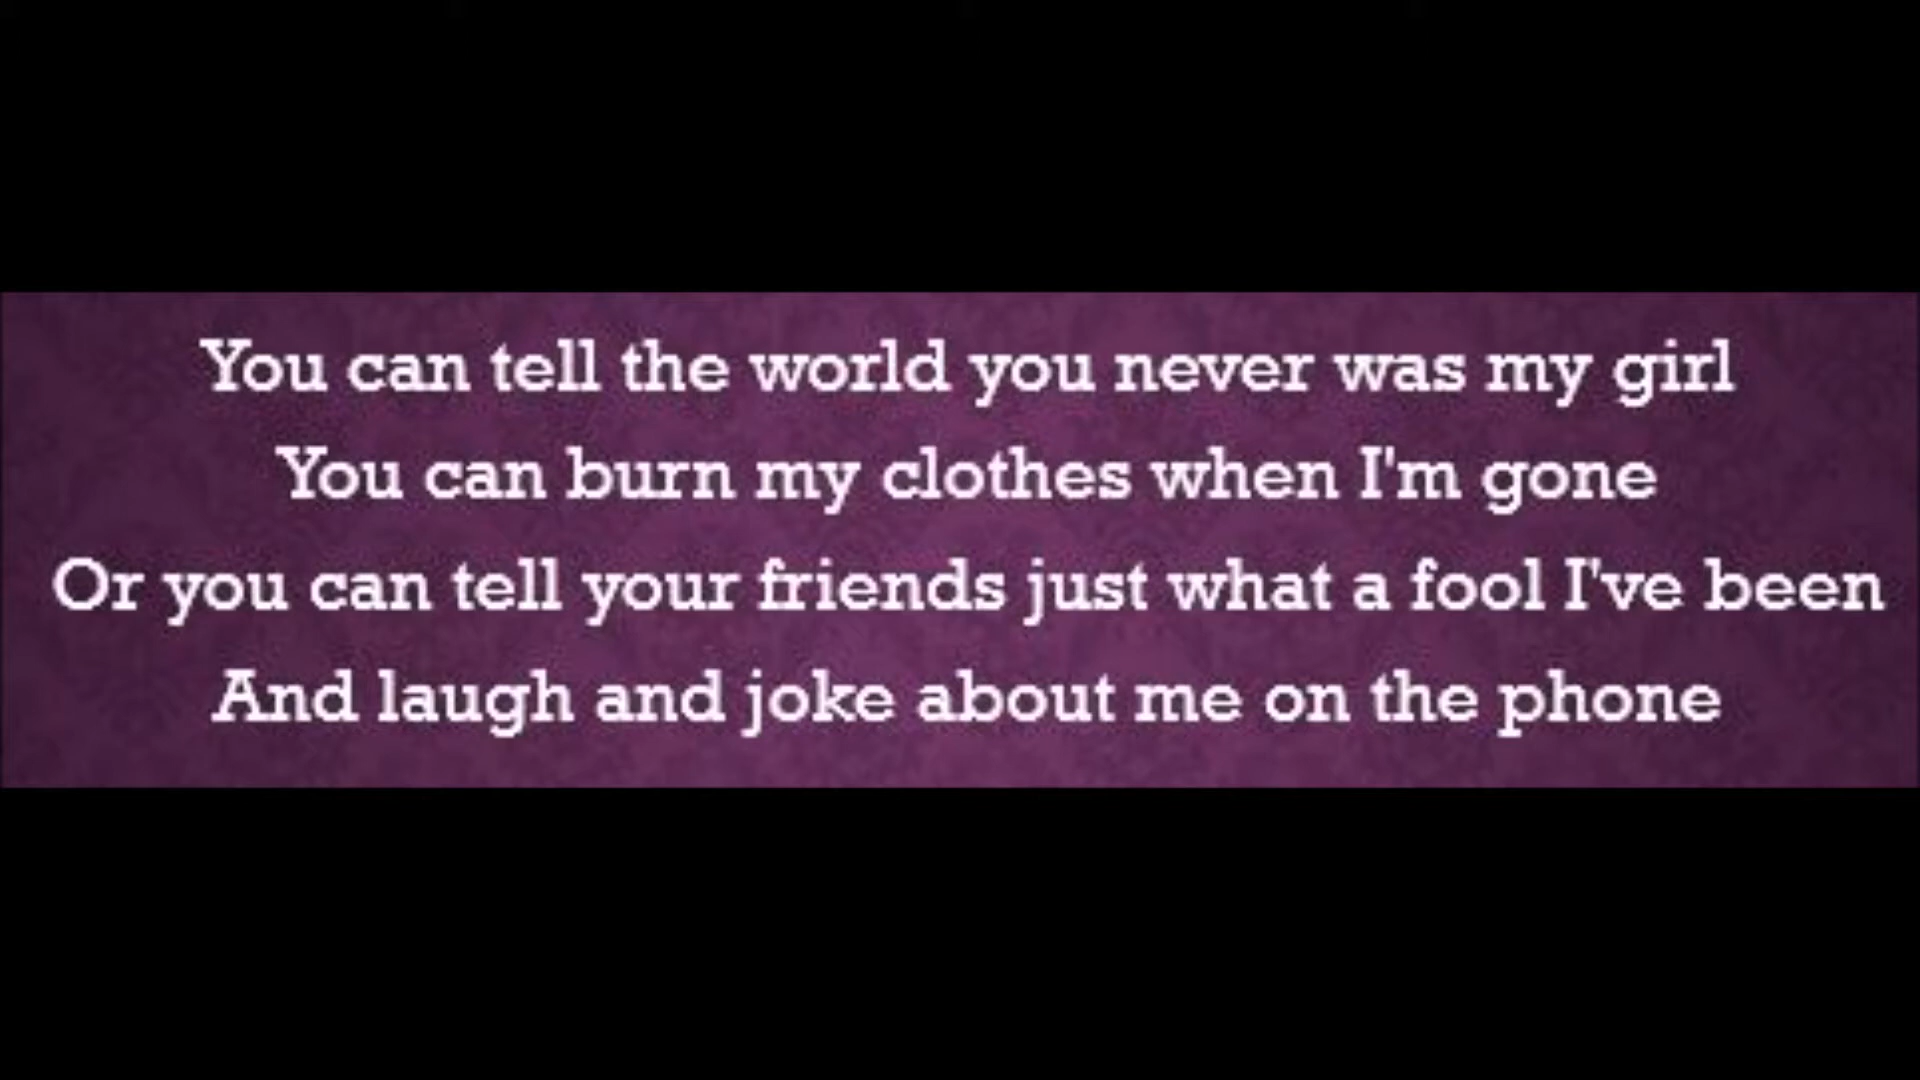 You can tell the world you never was my girl
You can burn my clothes when I'm gone
Or you can tell your friends just what a fool I've been
And laugh and joke about me on the phone